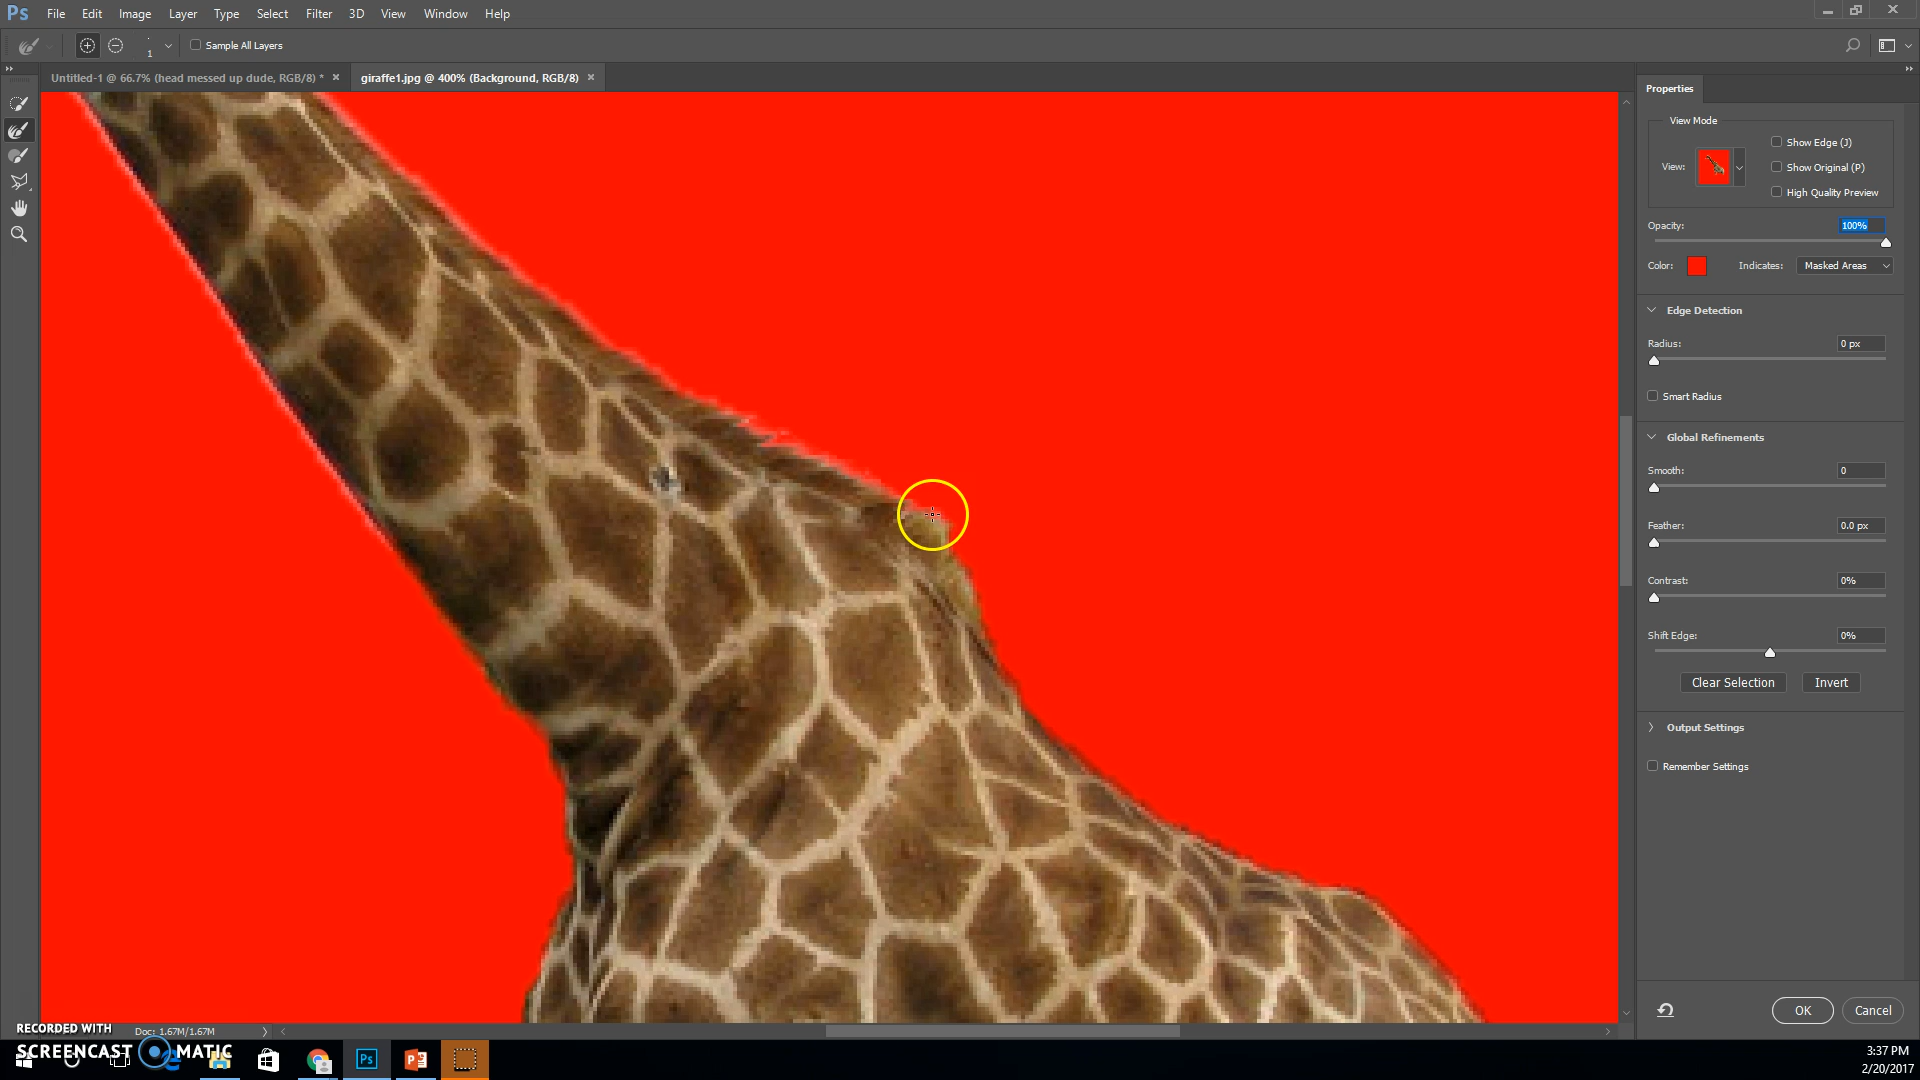 Ps File Edit Image Layer Type Select Filter 3D View Window Help
1 Sample All Layers
Untitled-1 @ 66.7% (head messed up dude, RGB/8) * × giraffe1.jpg @ 400% (Background, RGB/8) ×
Properties
View Mode
Show Edge (J)
View: Show Original (P)
High Quality Preview
Opacity: 100%
Color: Indicates: Masked Areas
Edge Detection
Radius: 0 px
Smart Radius
Global Refinements
Smooth: 0
Feather: 0.0 px
Contrast: 0%
Shift Edge: 0%
Clear Selection Invert
Output Settings
Remember Settings
OK Cancel
RECORDED WITH Doc: 1.67M/1.67M
SCREENCAST MATIC Ps
3:37 PM
2/20/2017